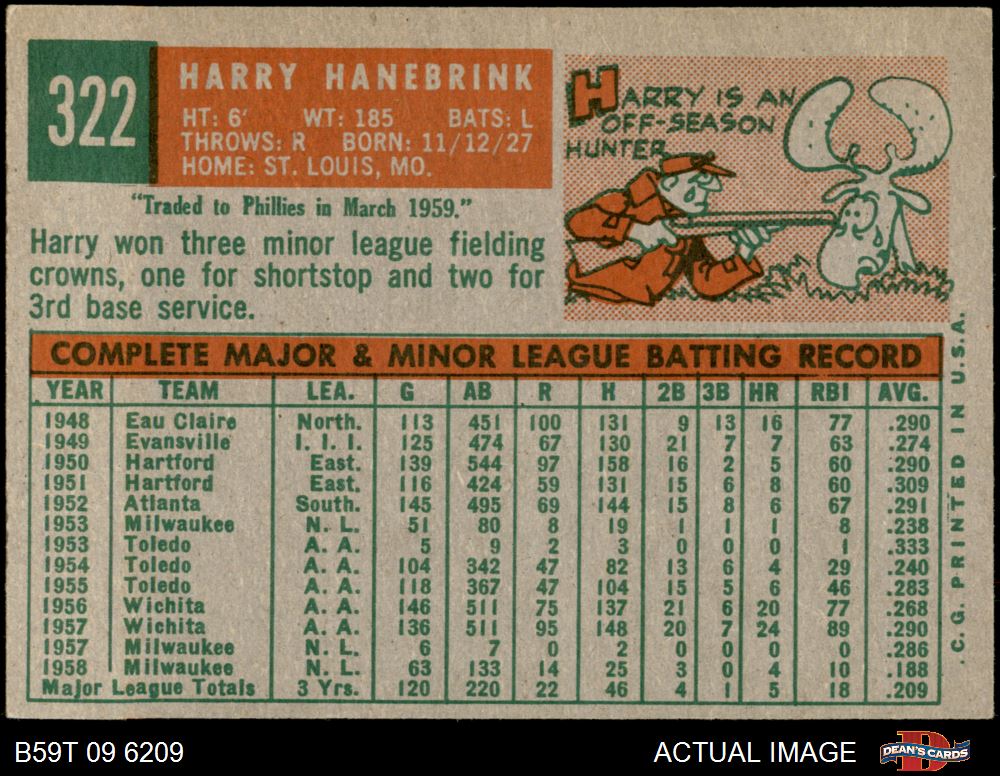 322
HARRY HANEBRINK
HT: 6' WT: 185 BATS: L
THROWS: R BORN: 11/12/27
HOME: ST. LOUIS, MO.
"Traded to Phillies in March 1959."
Harry won three minor league fielding
crowns, one for shortstop and two for
3rd base service.
HARRY IS AN
OFF-SEASON
HUNTER
COMPLETE MAJOR & MINOR LEAGUE BATTING RECORD
YEAR TEAM LEA. G AB R H 2B 3B HR RBI AVG.
1948 Eau Claire North. 113 451 100 131 9 13 16 77 .290
1949 Evansville I. I. I. 125 474 67 130 21 7 7 63 .274
1950 Hartford East. 139 544 97 158 16 2 5 60 .290
1951 Hartford East. 116 424 59 131 15 6 8 60 .309
1952 Atlanta South. 145 495 69 144 15 8 6 67 .291
1953 Milwaukee N. L. 51 80 8 19 1 1 1 8 .238
1953 Toledo A. A. 5 9 2 3 0 0 0 1 .333
1954 Toledo A. A. 104 342 47 82 13 6 4 29 .240
1955 Toledo A. A. 118 367 47 104 15 5 6 46 .283
1956 Wichita A. A. 146 511 75 137 21 6 20 77 .268
1957 Wichita A. A. 136 511 95 148 20 7 24 89 .290
1957 Milwaukee N. L. 6 7 0 2 0 0 0 0 .286
1958 Milwaukee N. L. 63 133 14 25 3 0 4 10 .188
Major League Totals 3 Yrs. 120 220 22 46 4 1 5 18 .209
. C. G. PRINTED IN U.S.A.
B59T 09 6209
ACTUAL IMAGE
DEAN'S CARDS